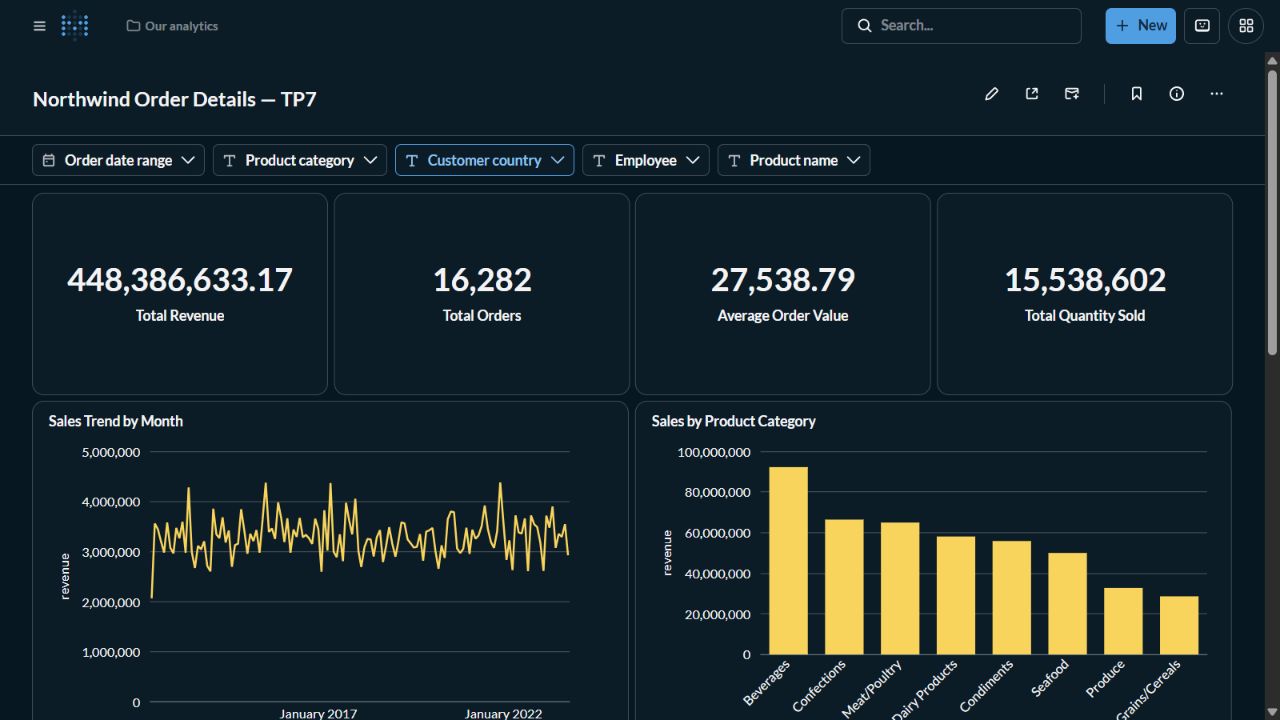 Our analytics
Search...
New
Northwind Order Details — TP7
Order date range
Product category
Customer country
Employee
Product name
448,386,633.17
Total Revenue
16,282
Total Orders
27,538.79
Average Order Value
15,538,602
Total Quantity Sold
Sales Trend by Month
5,000,000
4,000,000
3,000,000
2,000,000
1,000,000
0
revenue
January 2017
January 2022
Sales by Product Category
100,000,000
80,000,000
60,000,000
40,000,000
20,000,000
0
revenue
Beverages
Confections
Meat/Poultry
Dairy Products
Condiments
Seafood
Produce
Grains/Cereals